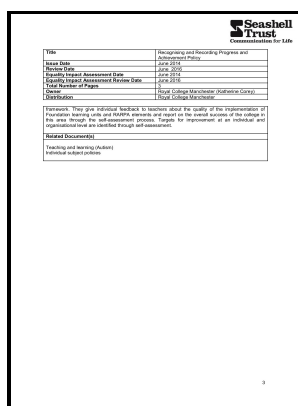 Seashell
Trust
Communication for Life
Title Recognising and Recording Progress and
Achievement Policy
Issue Date June 2014
Review Date June 2016
Equality Impact Assessment Date June 2014
Equality Impact Assessment Review Date June 2016
Total Number of Pages 3
Owner Royal College Manchester (Katherine Corey)
Distribution Royal College Manchester
framework. They give individual feedback to teachers about the quality of the implementation of
Foundation learning units and RARPA elements and report on the overall success of the college in
this area through the self-assessment process. Targets for improvement at an individual and
organisational level are identified through self-assessment.
Related Document(s)
Teaching and learning (Autism)
Individual subject policies
3